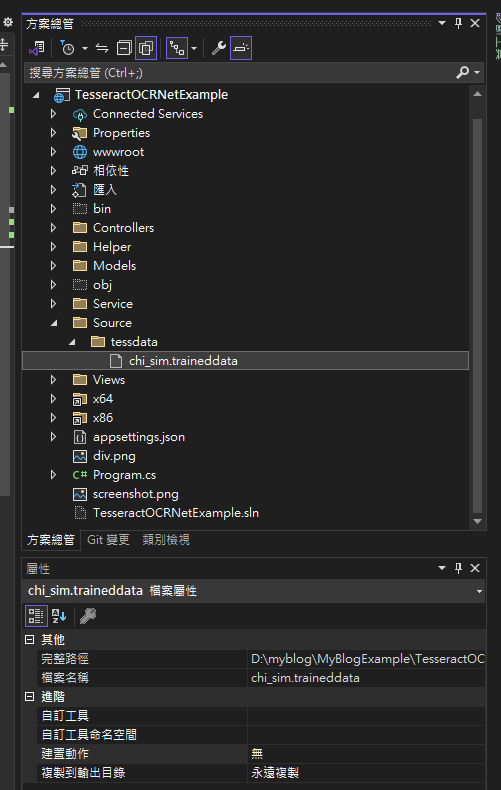 方案總管
搜尋方案總管 (Ctrl+;)
TesseractOCRNetExample
Connected Services
Properties
wwwroot
相依性
匯入
bin
Controllers
Helper
Models
obj
Service
Source
tessdata
chi_sim.traineddata
Views
x64
x86
appsettings.json
div.png
C# Program.cs
screenshot.png
TesseractOCRNetExample.sln
方案總管 Git 變更 類別檢視
屬性
chi_sim.traineddata 檔案屬性
其他
完整路徑 D:\myblog\MyBlogExample\TesseractOC
檔案名稱 chi_sim.traineddata
進階
自訂工具
自訂工具命名空間
建置動作 無
複製到輸出目錄 永遠複製